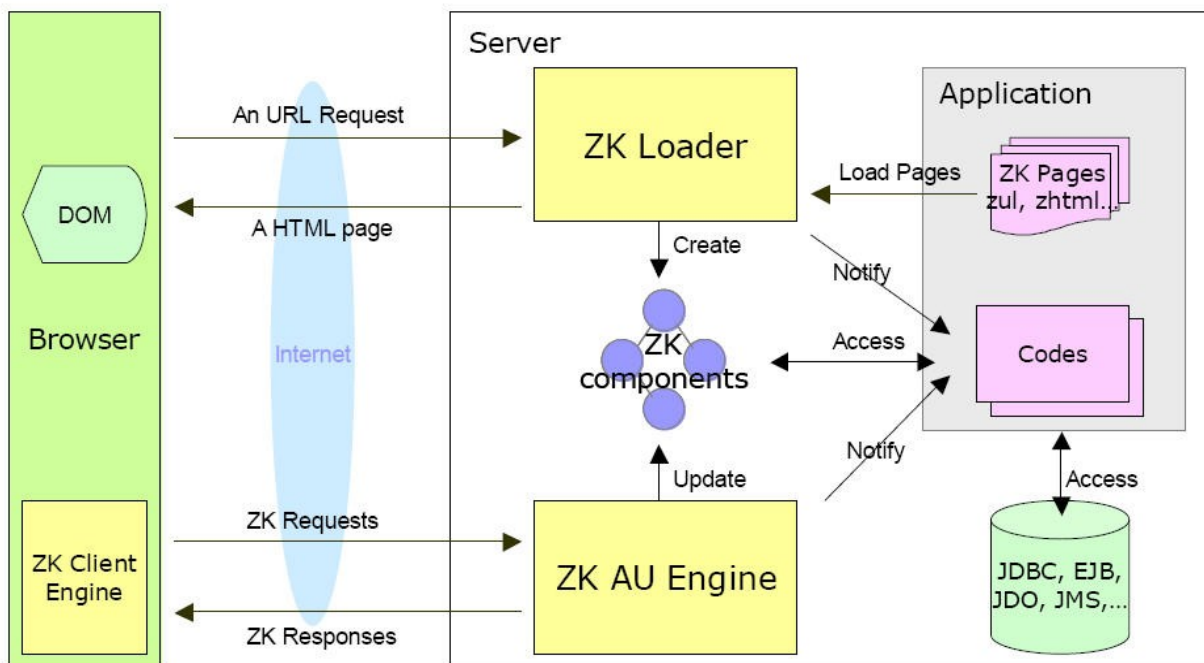 Server
Application
An URL Request
ZK Loader
Load Pages
ZK Pages
zul, zhtml...
DOM
A HTML page
Create
Notify
Browser
Internet
ZK
components
Access
Codes
Notify
Update
Access
ZK Requests
ZK Client
Engine
ZK AU Engine
JDBC, EJB,
JDO, JMS,...
ZK Responses